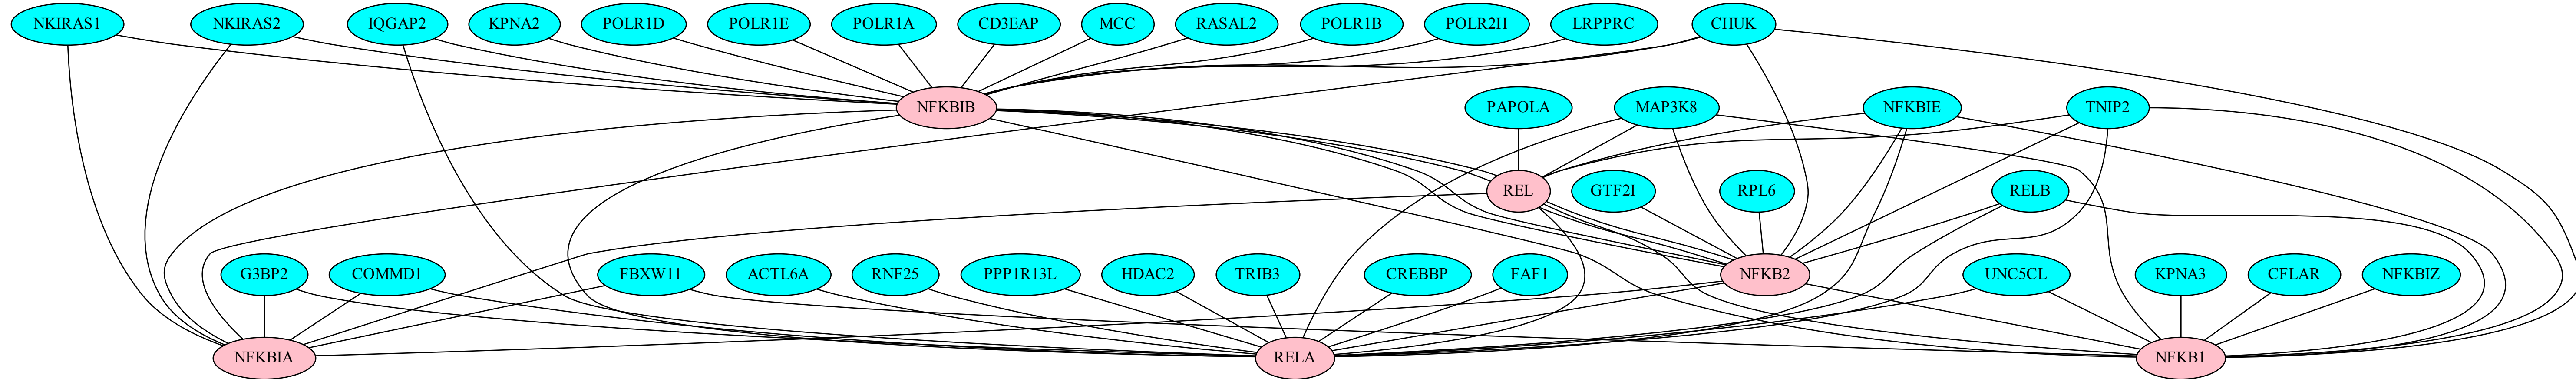 NKIRAS1
NKIRAS2
IQGAP2
KPNA2
POLR1D
POLR1E
POLR1A
CD3EAP
MCC
RASAL2
POLR1B
POLR2H
LRPPRC
CHUK
NFKBIB
PAPOLA
MAP3K8
NFKBIE
TNIP2
REL
GTF2I
RPL6
RELB
G3BP2
COMMD1
FBXW11
ACTL6A
RNF25
PPP1R13L
HDAC2
TRIB3
CREBBP
FAF1
NFKB2
UNC5CL
KPNA3
CFLAR
NFKBIZ
NFKBIA
RELA
NFKB1